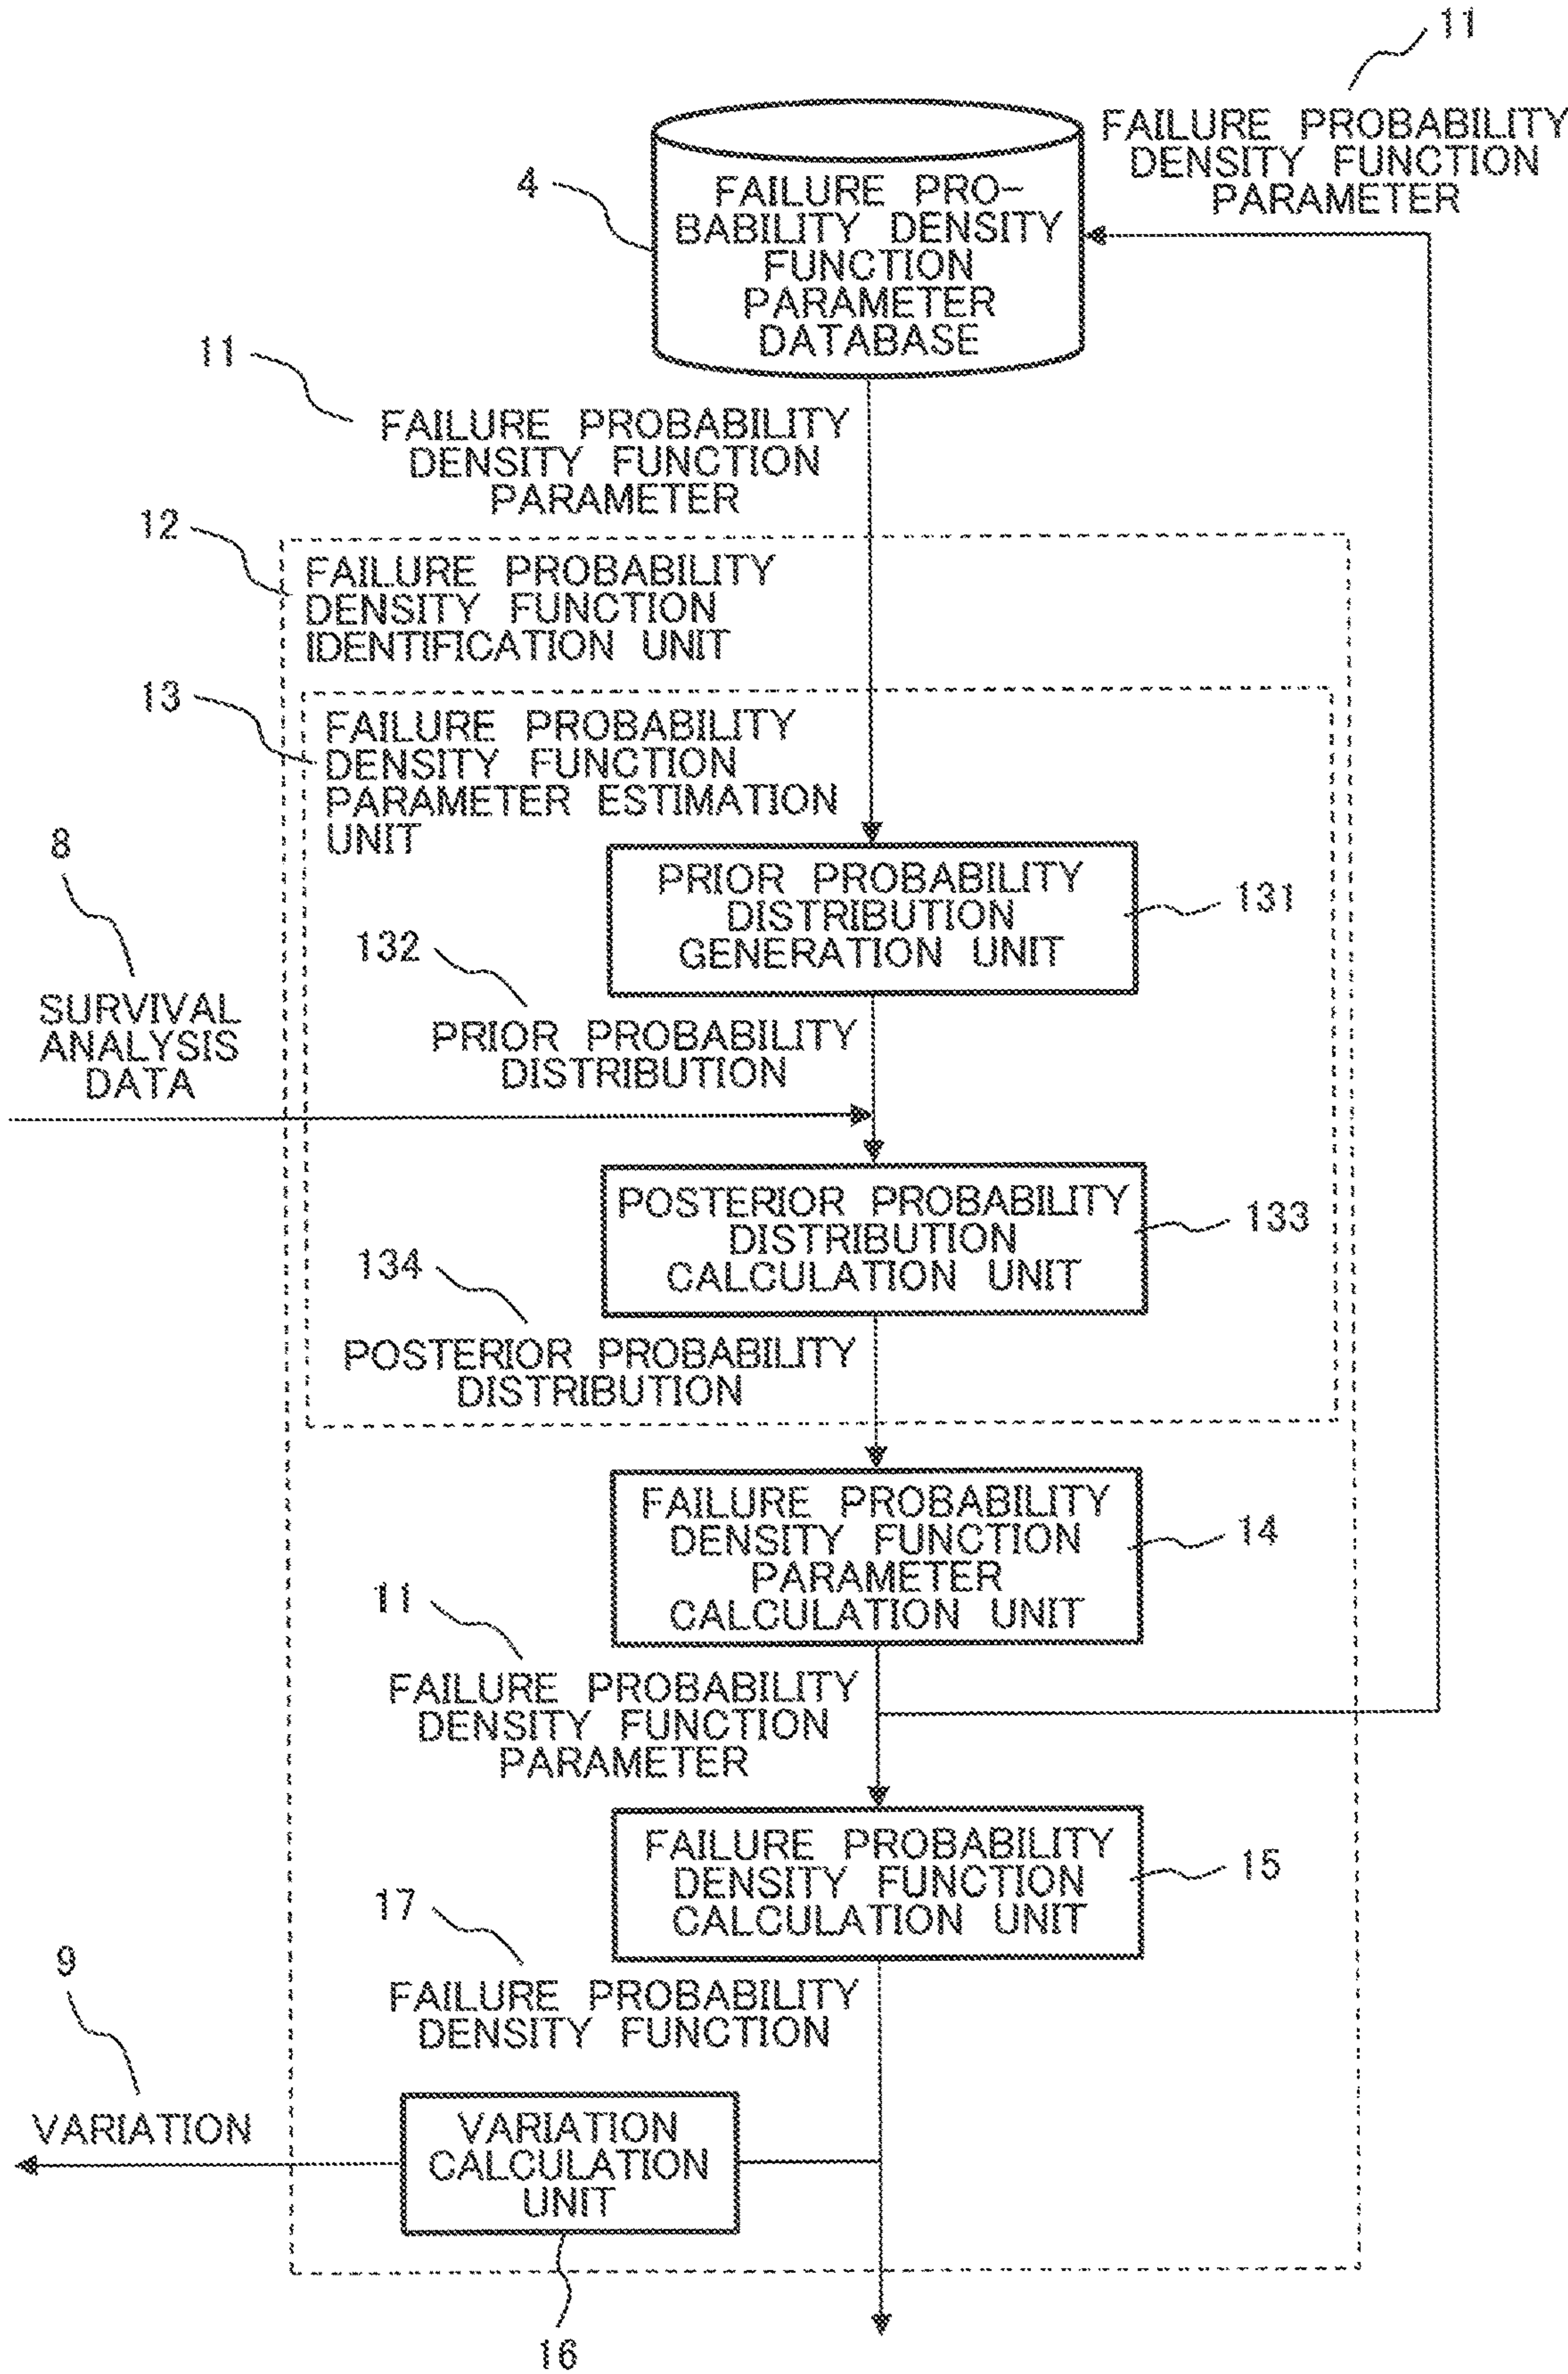 11
FAILURE PROBABILITY
DENSITY FUNCTION
PARAMETER
4
FAILURE PRO-
BABILITY DENSITY
FUNCTION
PARAMETER
DATABASE
11
FAILURE PROBABILITY
DENSITY FUNCTION
PARAMETER
12
FAILURE PROBABILITY
DENSITY FUNCTION
IDENTIFICATION UNIT
13
FAILURE PROBABILITY
DENSITY FUNCTION
PARAMETER ESTIMATION
UNIT
8
SURVIVAL
ANALYSIS
DATA
PRIOR PROBABILITY
DISTRIBUTION
GENERATION UNIT
131
132
PRIOR PROBABILITY
DISTRIBUTION
POSTERIOR PROBABILITY
DISTRIBUTION
CALCULATION UNIT
133
134
POSTERIOR PROBABILITY
DISTRIBUTION
FAILURE PROBABILITY
DENSITY FUNCTION
PARAMETER
CALCULATION UNIT
14
11
FAILURE PROBABILITY
DENSITY FUNCTION
PARAMETER
FAILURE PROBABILITY
DENSITY FUNCTION
CALCULATION UNIT
15
17
FAILURE PROBABILITY
DENSITY FUNCTION
9
VARIATION
VARIATION
CALCULATION
UNIT
16